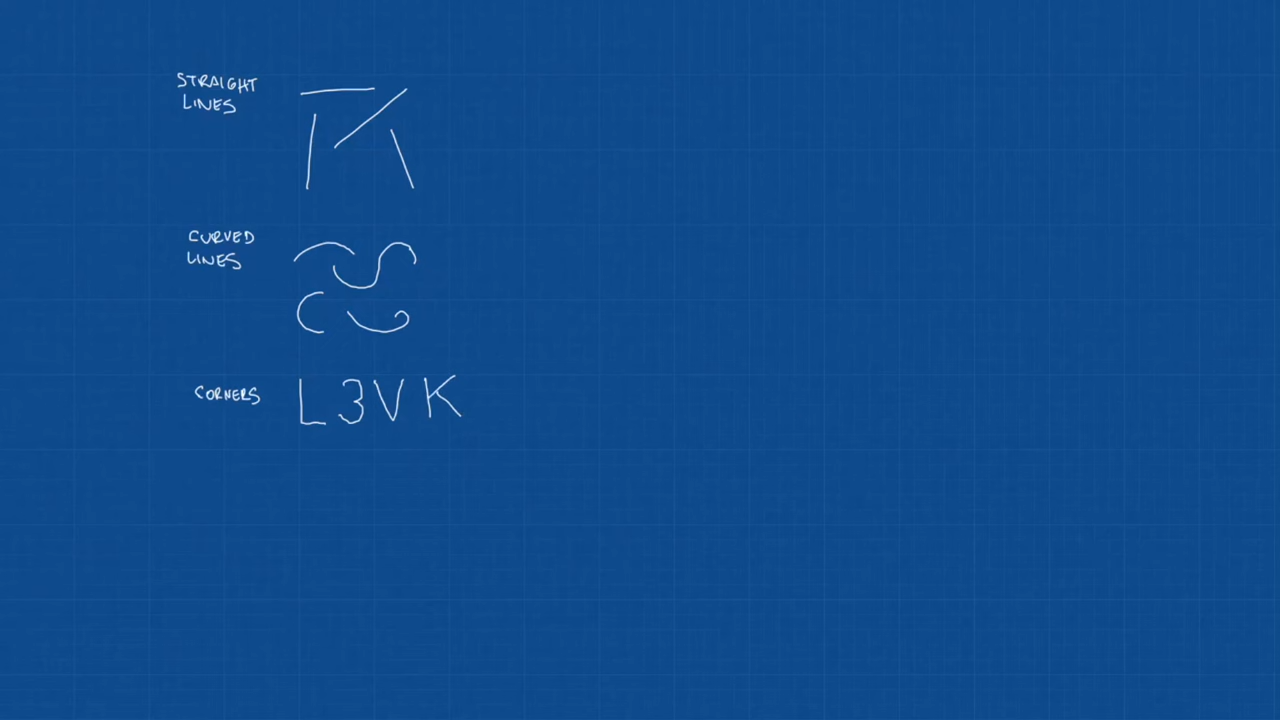 STRAIGHT
LINES
CURVED
LINES
CORNERS L3VK